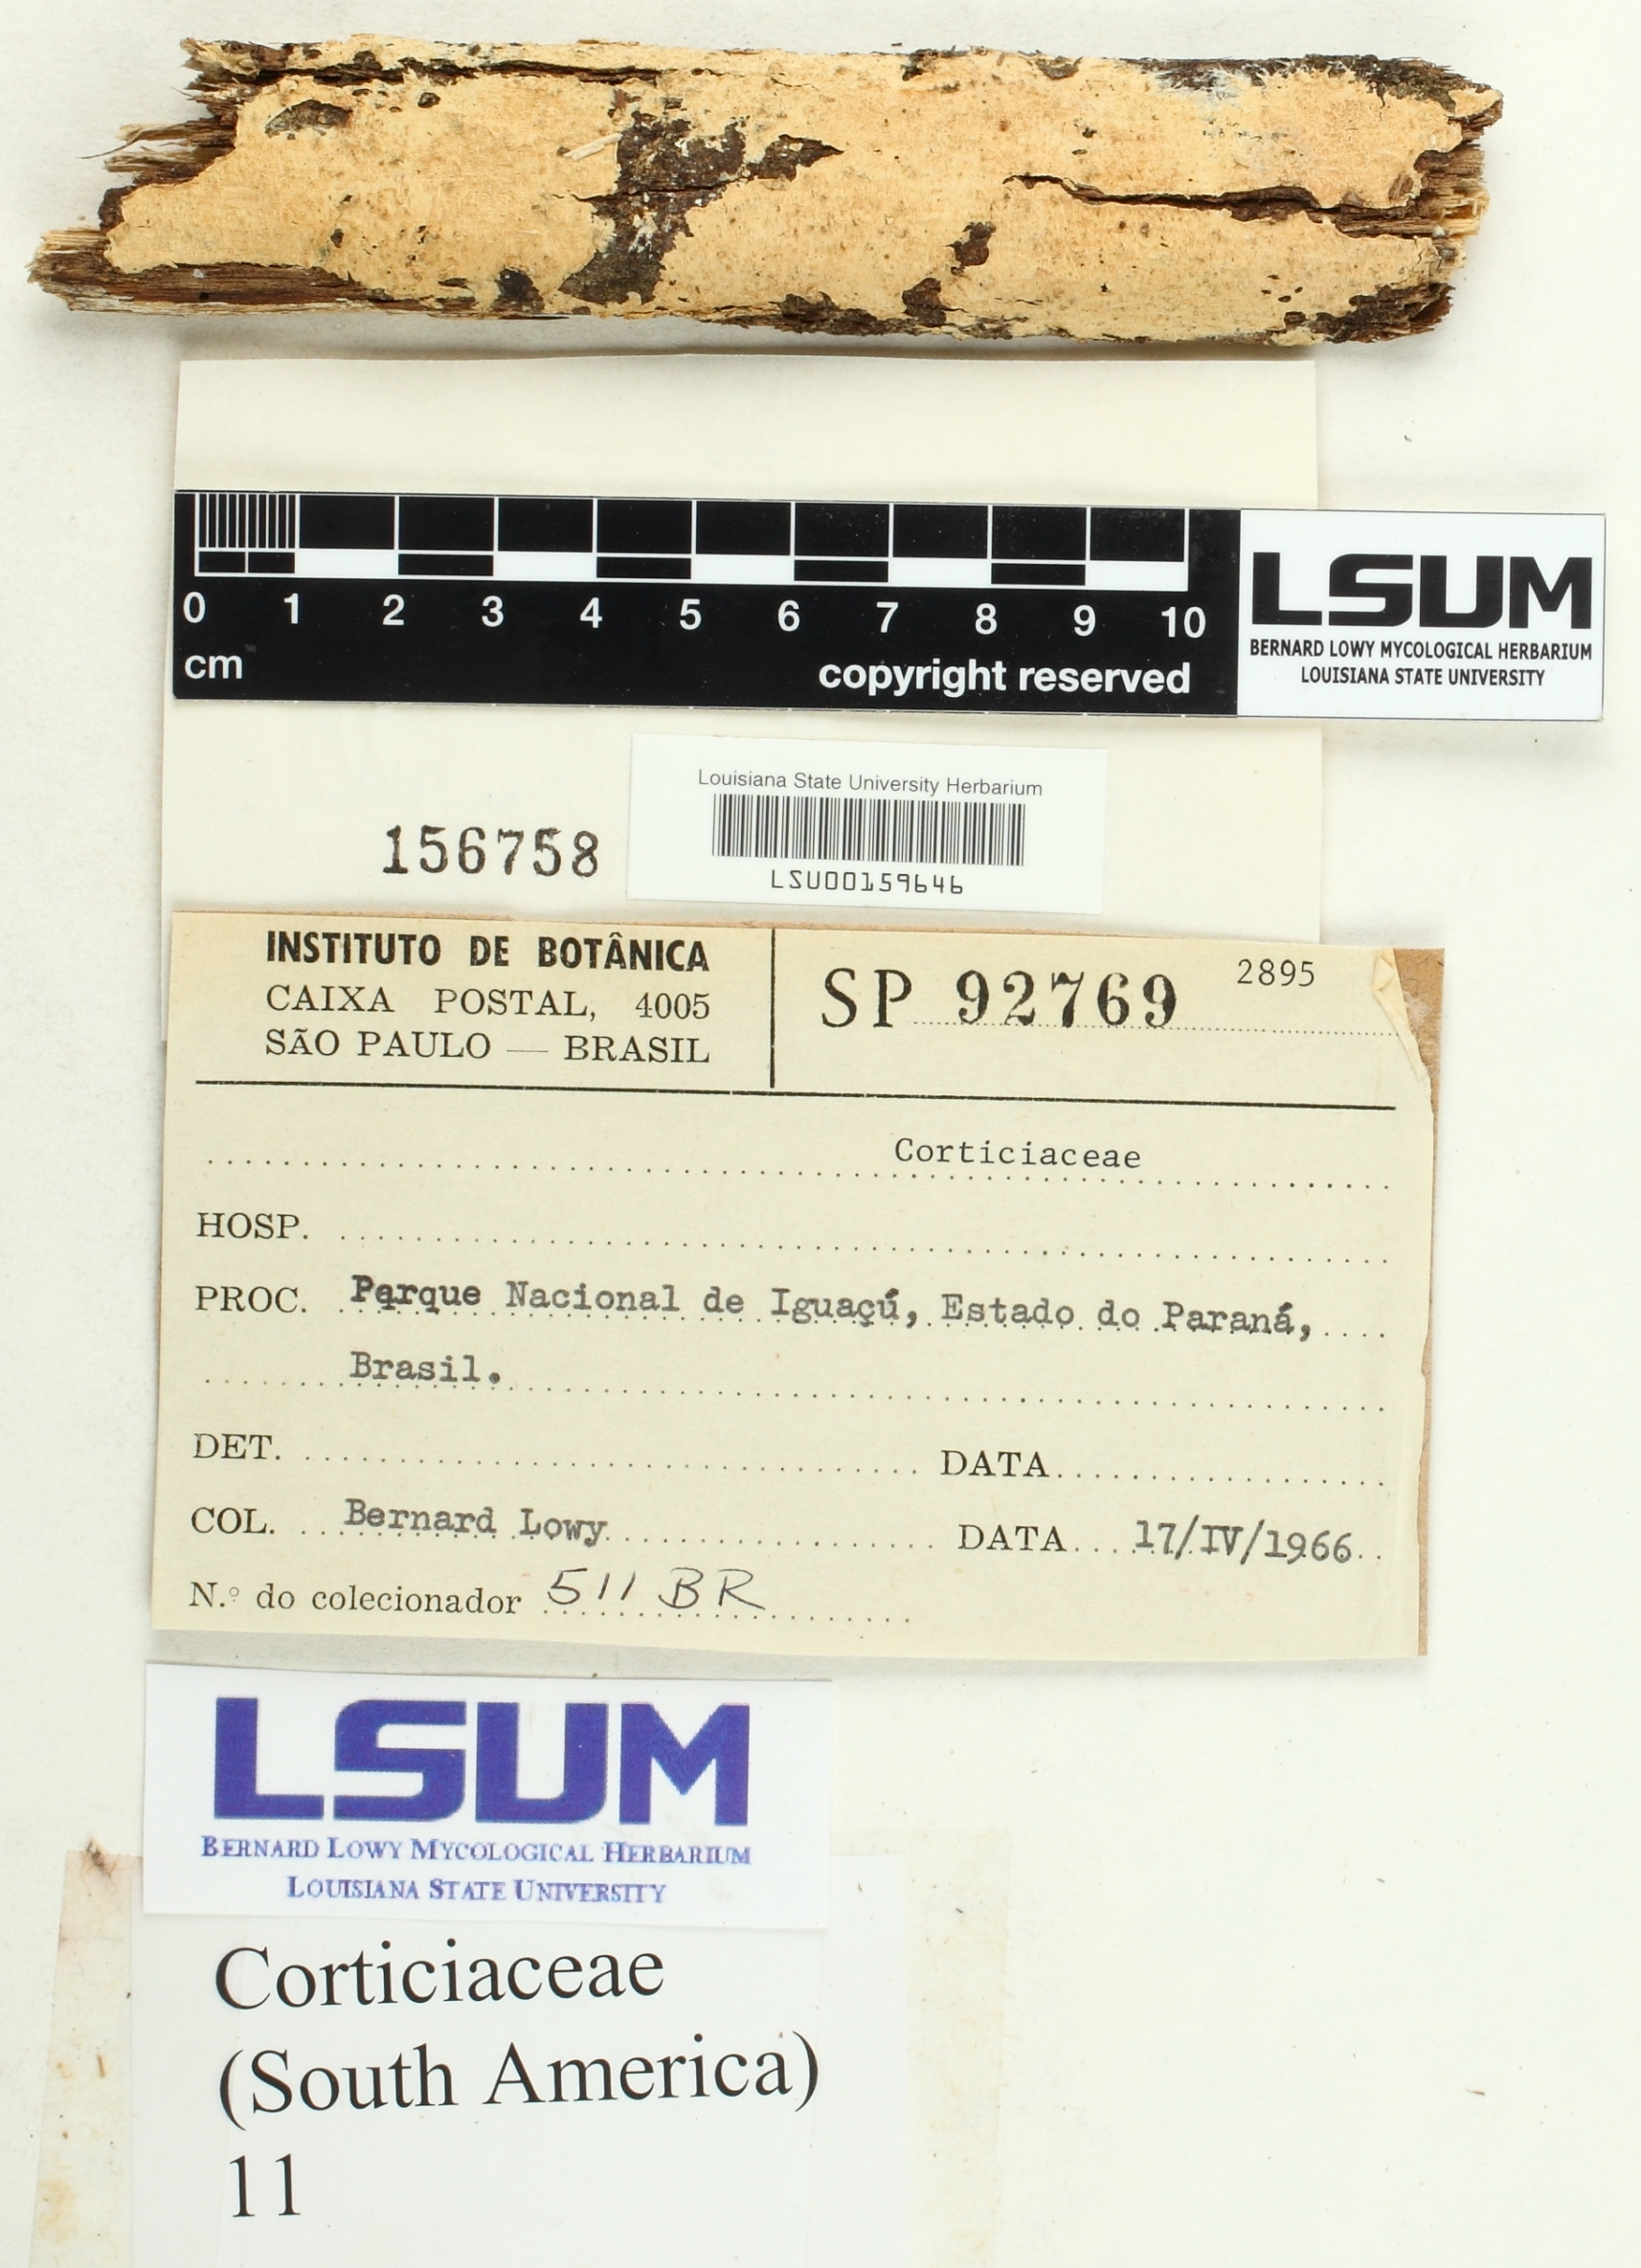 0 1 2 3 4 5 6 7 8 9 10
cm copyright reserved
LSUM
BERNARD LOWY MYCOLOGICAL HERBARIUM
LOUISIANA STATE UNIVERSITY
Louisiana State University Herbarium
156758
LSU00159646
INSTITUTO DE BOTÂNICA
CAIXA POSTAL, 4005
SÃO PAULO — BRASIL
SP 92769 2895
Corticiaceae
HOSP.
PROC. Parque Nacional de Iguaçú, Estado do Paraná,
Brasil.
DET. DATA
COL. Bernard Lowy DATA 17/IV/1966
N.º do colecionador 511 BR
LSUM
BERNARD LOWY MYCOLOGICAL HERBARIUM
LOUISIANA STATE UNIVERSITY
Corticiaceae
(South America)
11